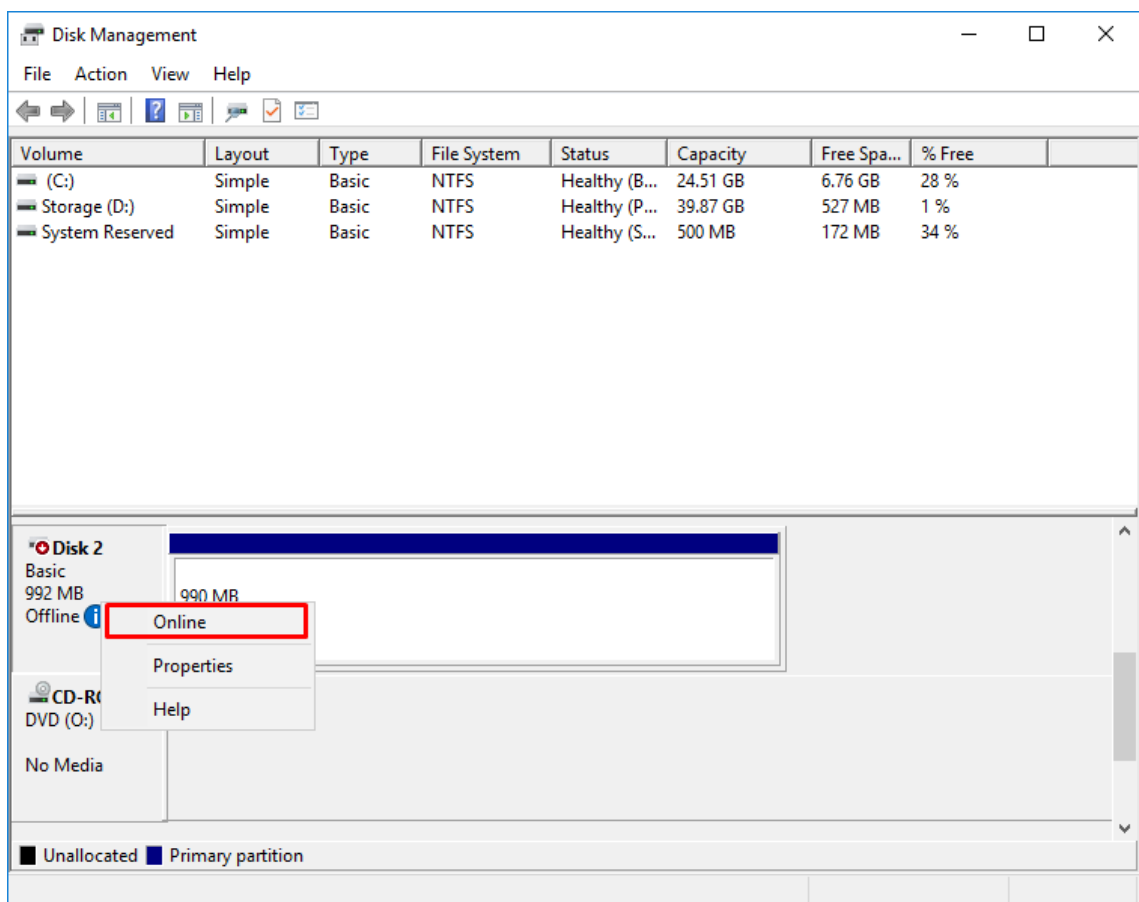 Disk Management
File Action View Help
Volume Layout Type File System Status Capacity Free Spa... % Free
(C:) Simple Basic NTFS Healthy (B... 24.51 GB 6.76 GB 28 %
Storage (D:) Simple Basic NTFS Healthy (P... 39.87 GB 527 MB 1 %
System Reserved Simple Basic NTFS Healthy (S... 500 MB 172 MB 34 %
Disk 2
Basic
992 MB 990 MB
Offline
Online
Properties
Help
CD-RO
DVD (O:)
No Media
Unallocated Primary partition